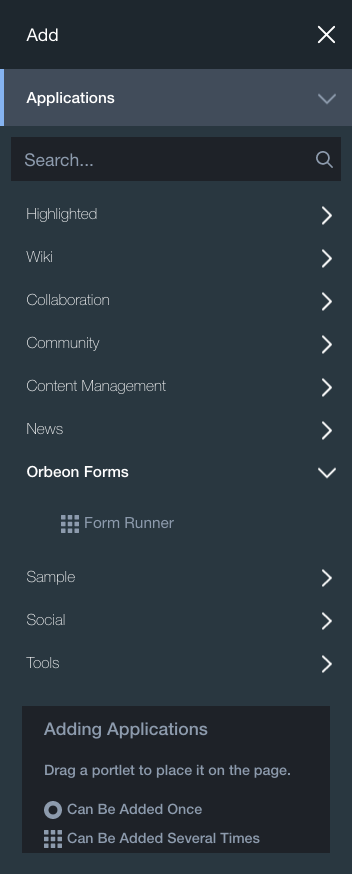 Add
Applications
Search...
Highlighted
Wiki
Collaboration
Community
Content Management
News
Orbeon Forms
Form Runner
Sample
Social
Tools
Adding Applications
Drag a portlet to place it on the page.
Can Be Added Once
Can Be Added Several Times